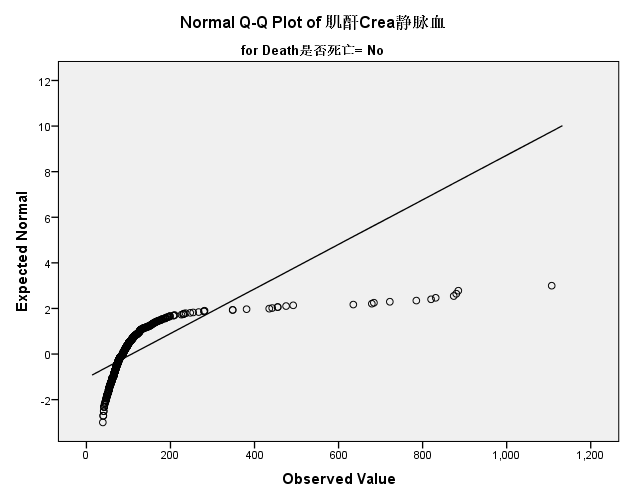 Normal Q-Q Plot of 肌酐Crea静脉血
for Death是否死亡= No
12
10
8
6
4
2
0
-2
Expected Normal
0 200 400 600 800 1,000 1,200
Observed Value